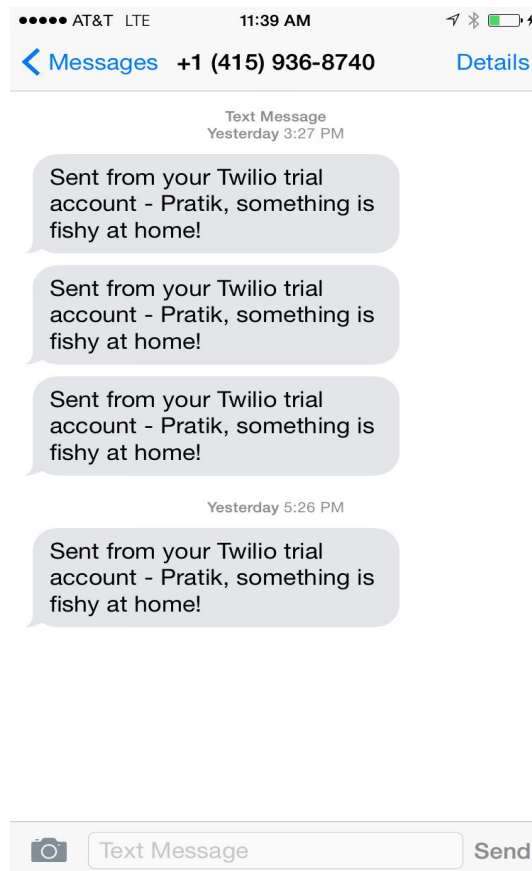 AT&T LTE 11:39 AM
Messages +1 (415) 936-8740 Details
Text Message
Yesterday 3:27 PM
Sent from your Twilio trial
account - Pratik, something is
fishy at home!
Sent from your Twilio trial
account - Pratik, something is
fishy at home!
Sent from your Twilio trial
account - Pratik, something is
fishy at home!
Yesterday 5:26 PM
Sent from your Twilio trial
account - Pratik, something is
fishy at home!
Text Message Send